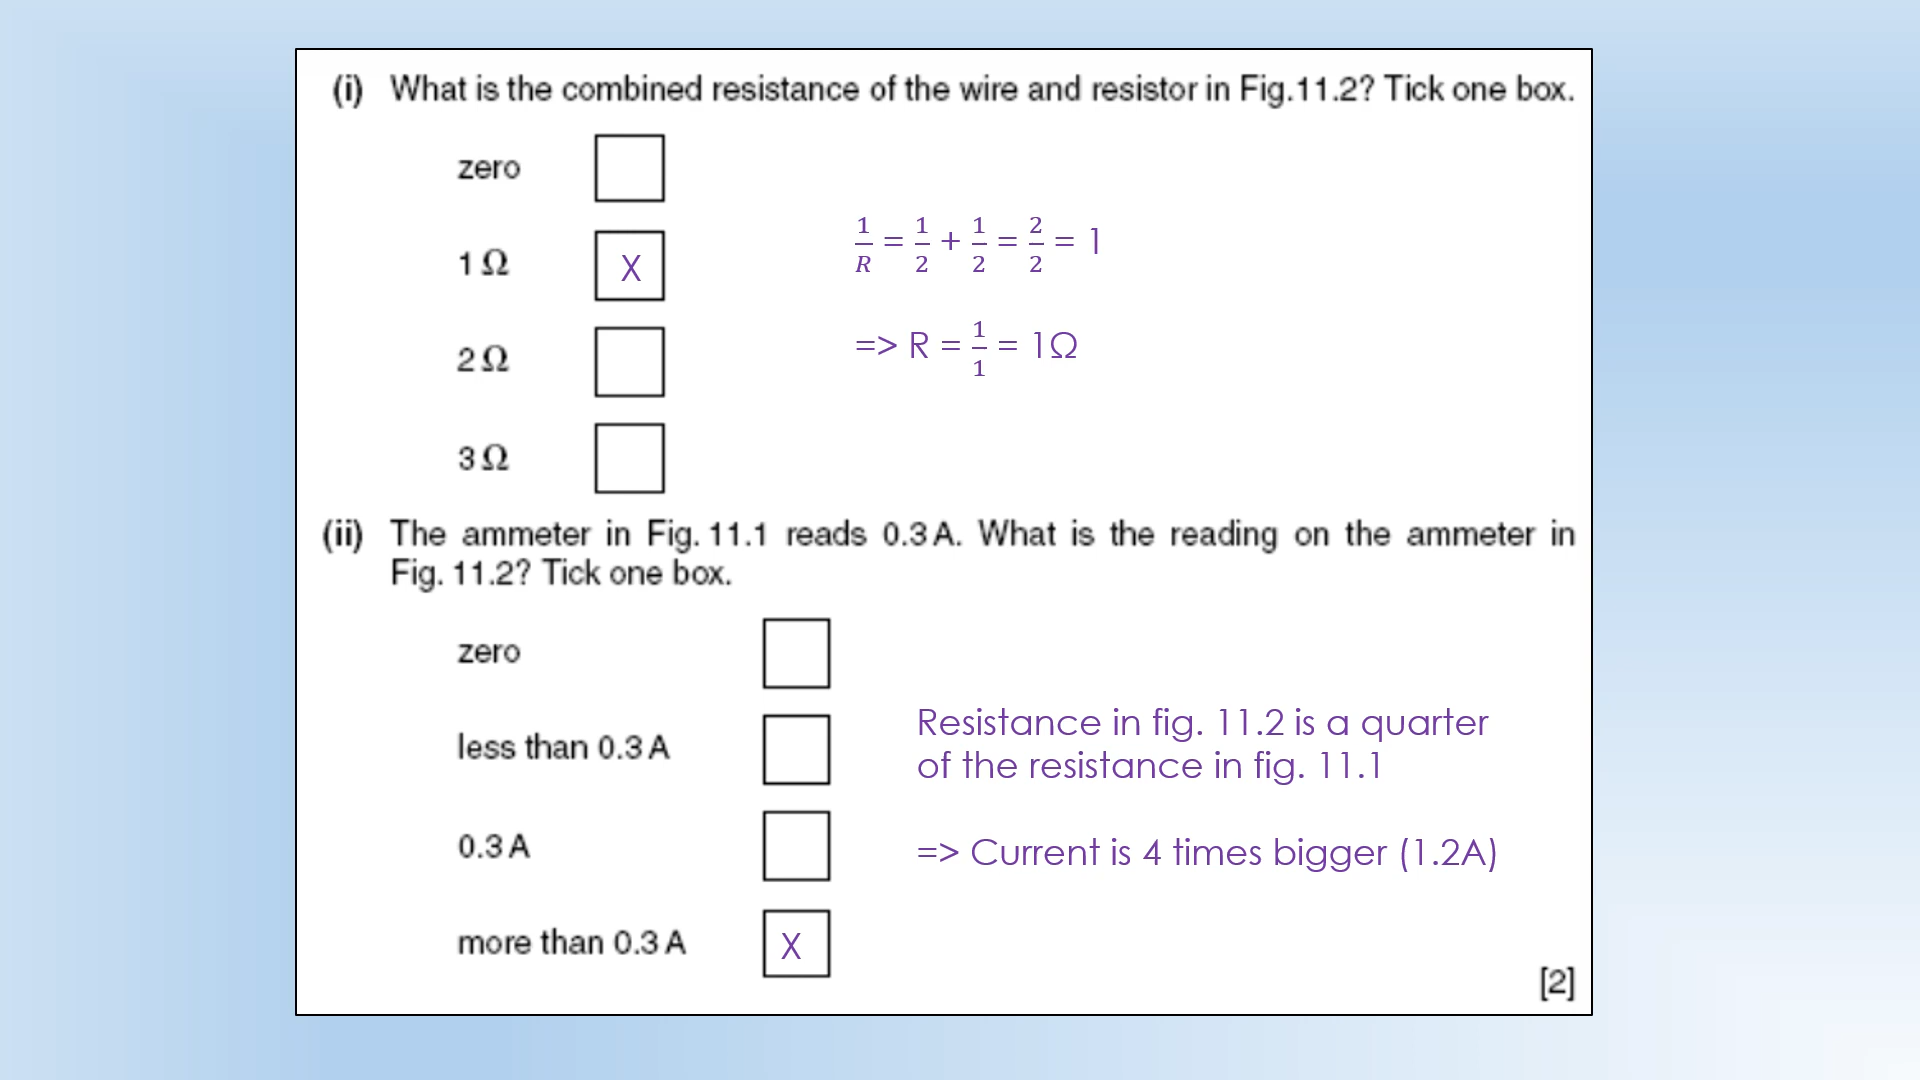 (i) What is the combined resistance of the wire and resistor in Fig.11.2? Tick one box.
zero
1 Ω X
1/R = 1/2 + 1/2 = 2/2 = 1
=> R = 1/1 = 1Ω
2 Ω
3 Ω
(ii) The ammeter in Fig. 11.1 reads 0.3 A. What is the reading on the ammeter in
Fig. 11.2? Tick one box.
zero
less than 0.3 A
0.3 A
more than 0.3 A X
Resistance in fig. 11.2 is a quarter
of the resistance in fig. 11.1
=> Current is 4 times bigger (1.2A)
[2]